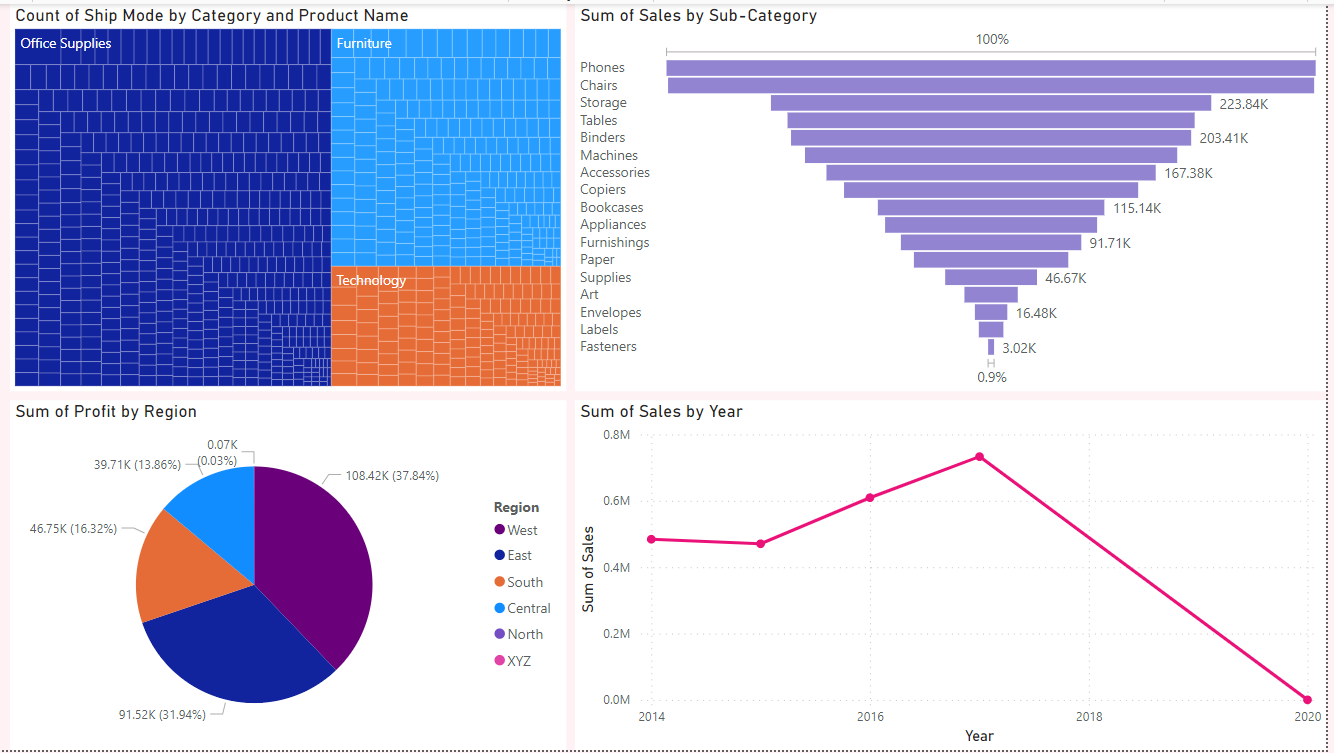 Count of Ship Mode by Category and Product Name
Office Supplies
Furniture
Technology
Sum of Sales by Sub-Category
100%
Phones
Chairs
Storage 223.84K
Tables
Binders 203.41K
Machines
Accessories 167.38K
Copiers
Bookcases 115.14K
Appliances
Furnishings 91.71K
Paper
Supplies 46.67K
Art
Envelopes 16.48K
Labels
Fasteners 3.02K
0.9%
Sum of Profit by Region
0.07K
(0.03%)
39.71K (13.86%)
108.42K (37.84%)
46.75K (16.32%)
91.52K (31.94%)
Region
West
East
South
Central
North
XYZ
Sum of Sales by Year
0.8M
0.6M
0.4M
0.2M
0.0M
Sum of Sales
2014 2016 2018 2020
Year